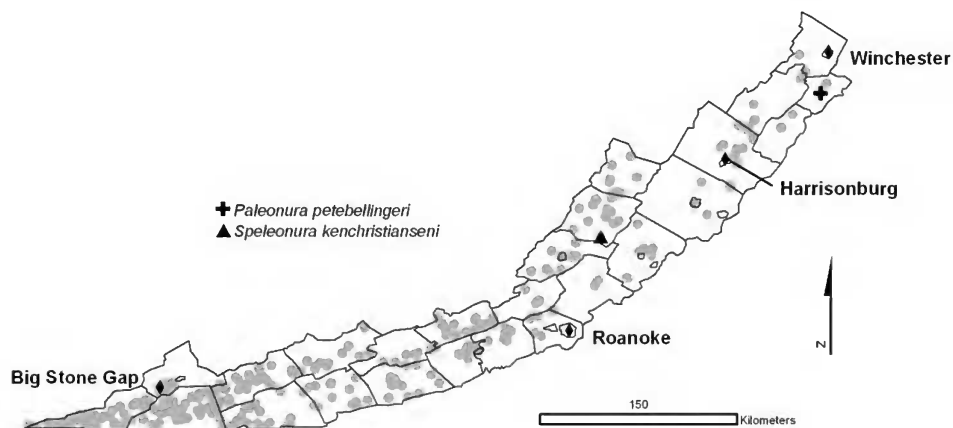 Winchester
Harrisonburg
Paleonura petebellingeri
Speleonura kenchristianseni
Roanoke
Big Stone Gap
N
150
Kilometers